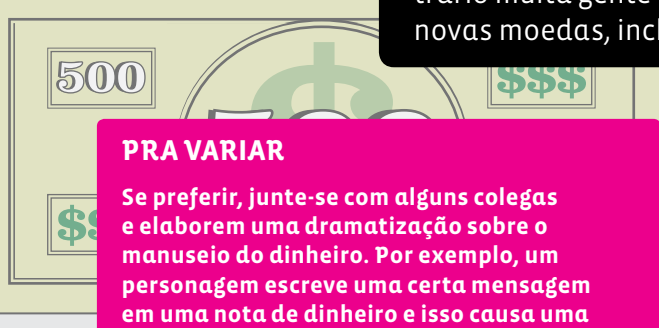 novas moedas, incl
500
$$$
PRA VARIAR
Se preferir, junte-se com alguns colegas
e elaborem uma dramatização sobre o
manuseio do dinheiro. Por exemplo, um
personagem escreve uma certa mensagem
em uma nota de dinheiro e isso causa uma